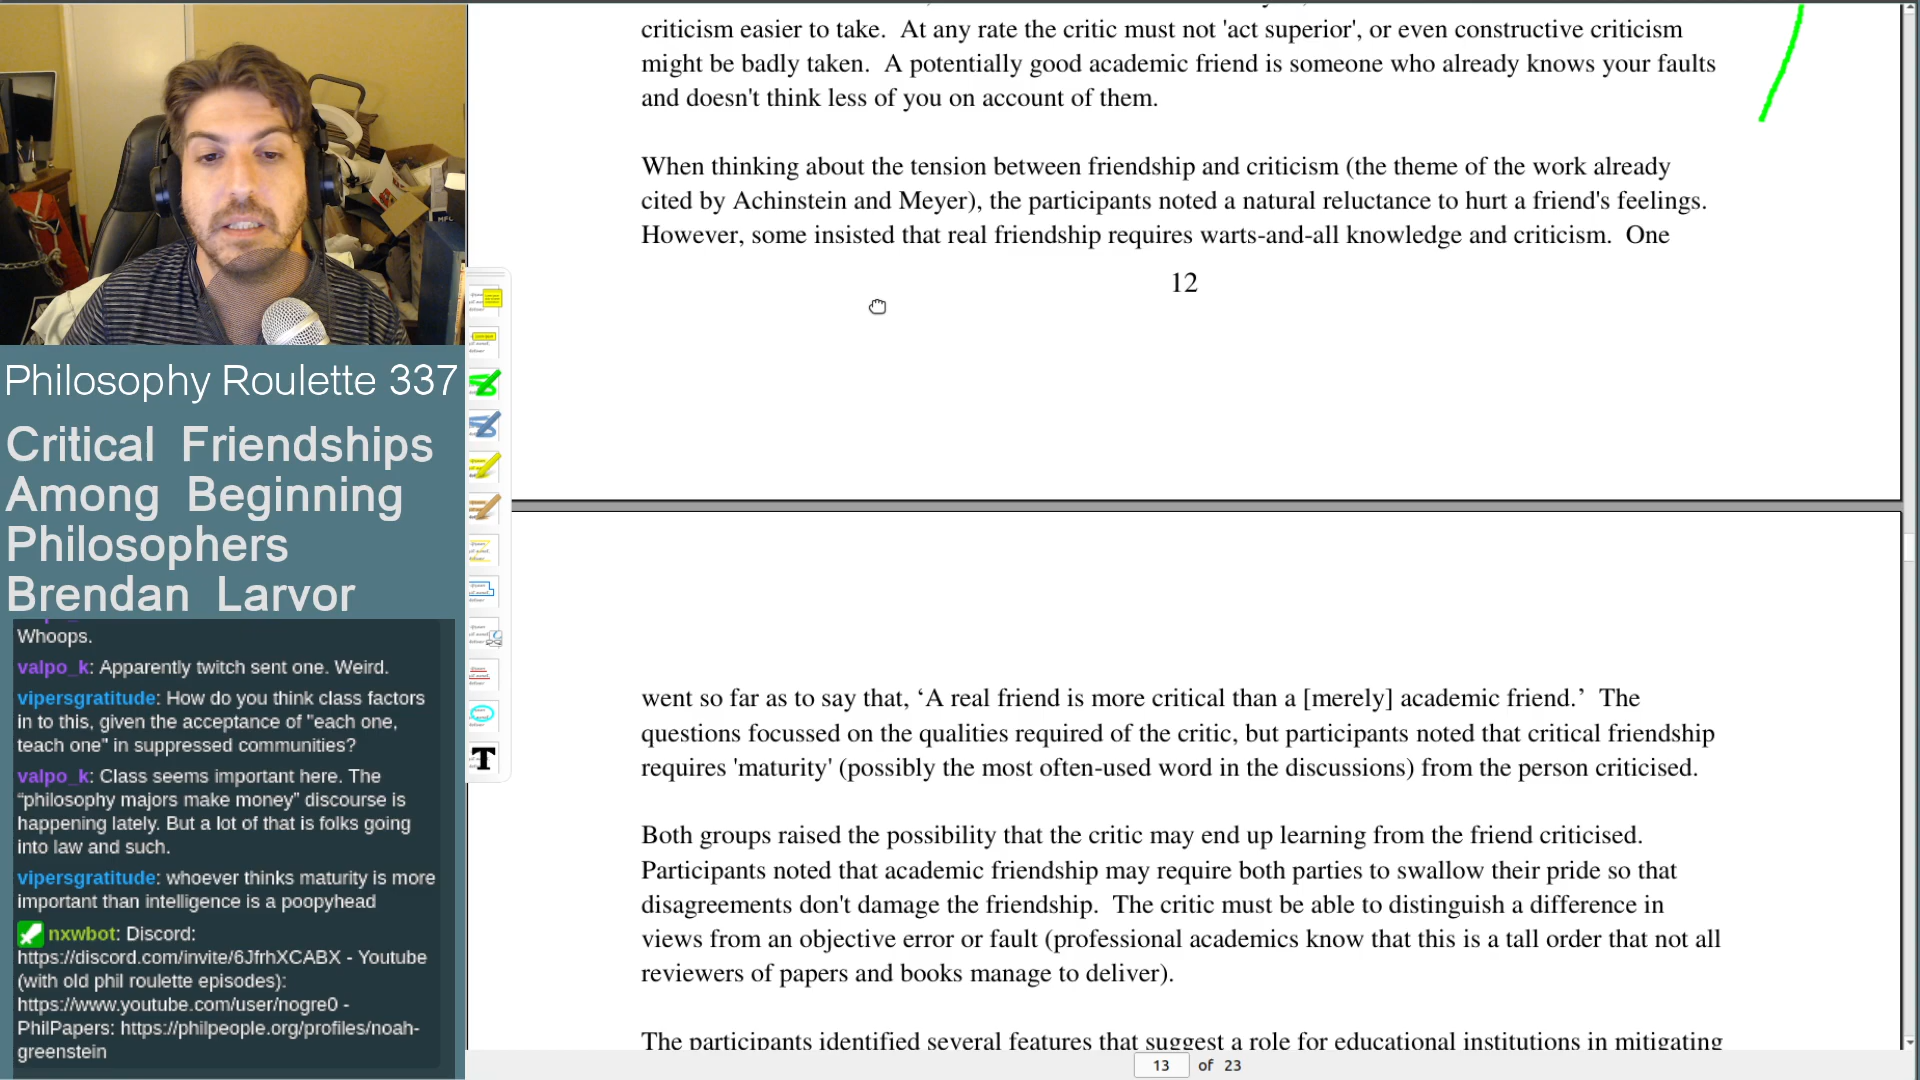 criticism easier to take. At any rate the critic must not 'act superior', or even constructive criticism
might be badly taken. A potentially good academic friend is someone who already knows your faults
and doesn't think less of you on account of them.
When thinking about the tension between friendship and criticism (the theme of the work already
cited by Achinstein and Meyer), the participants noted a natural reluctance to hurt a friend's feelings.
However, some insisted that real friendship requires warts-and-all knowledge and criticism. One
12
went so far as to say that, ‘A real friend is more critical than a [merely] academic friend.’ The
questions focussed on the qualities required of the critic, but participants noted that critical friendship
requires 'maturity' (possibly the most often-used word in the discussions) from the person criticised.
Both groups raised the possibility that the critic may end up learning from the friend criticised.
Participants noted that academic friendship may require both parties to swallow their pride so that
disagreements don't damage the friendship. The critic must be able to distinguish a difference in
views from an objective error or fault (professional academics know that this is a tall order that not all
reviewers of papers and books manage to deliver).
The participants identified several features that suggest a role for educational institutions in mitigating
13 of 23
Philosophy Roulette 337
Critical Friendships
Among Beginning
Philosophers
Brendan Larvor
Whoops.
valpo_k: Apparently twitch sent one. Weird.
vipersgratitude: How do you think class factors
in to this, given the acceptance of "each one,
teach one" in suppressed communities?
valpo_k: Class seems important here. The
“philosophy majors make money” discourse is
happening lately. But a lot of that is folks going
into law and such.
vipersgratitude: whoever thinks maturity is more
important than intelligence is a poopyhead
nxwbot: Discord:
https://discord.com/invite/6JfrhXCABX - Youtube
(with old phil roulette episodes):
https://www.youtube.com/user/nogre0 -
PhilPapers: https://philpeople.org/profiles/noah-
greenstein
T